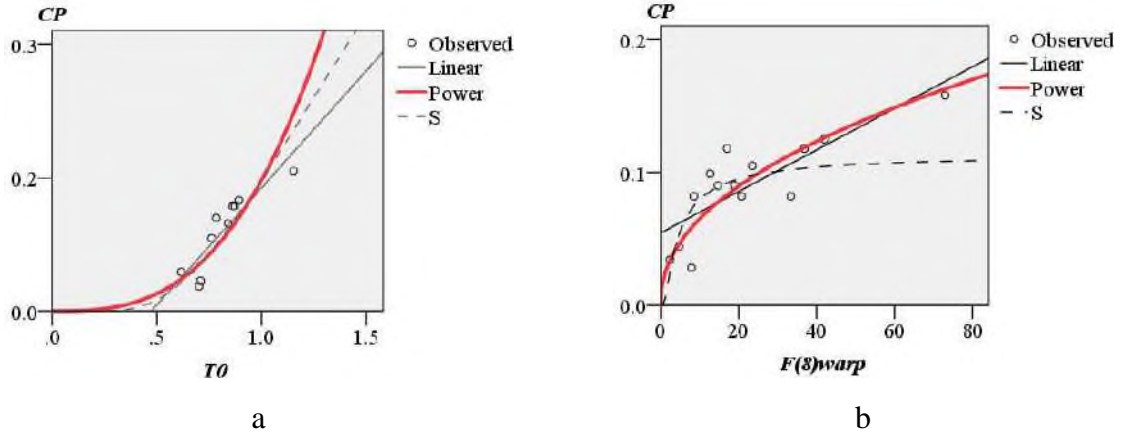 CP
0.3
0.2
0.0
.0 .5 1.0 1.5
T0
Observed
Linear
Power
S
a
CP
0.2
0.1
0.0
0 20 40 60 80
F(8)warp
Observed
Linear
Power
S
b